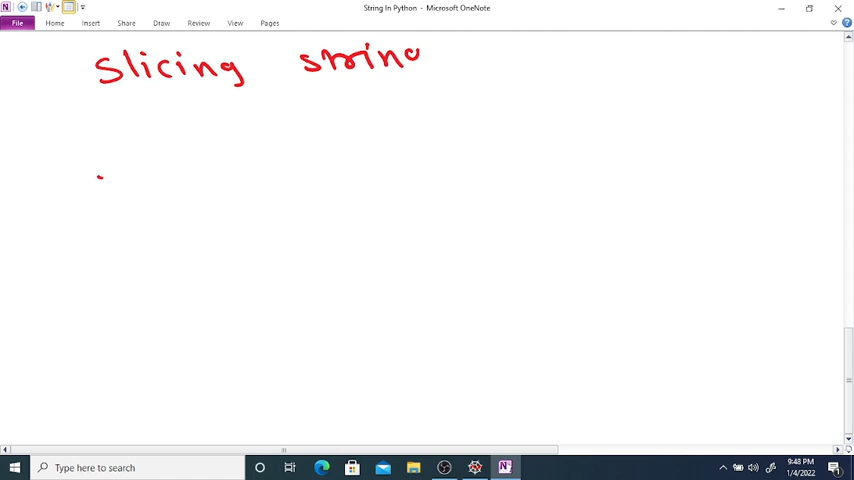 String In Python - Microsoft OneNote
File Home Insert Share Draw Review View Pages
Slicing string
Type here to search
9:48 PM
1/4/2022